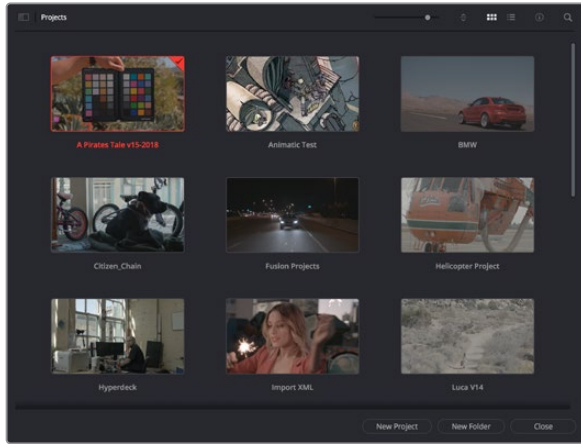 Projects
A Pirates Tale v15-2018
Animatic Test
BMW
Citizen_Chain
Fusion Projects
Helicopter Project
Hyperdeck
Import XML
Luca V14
New Project
New Folder
Close